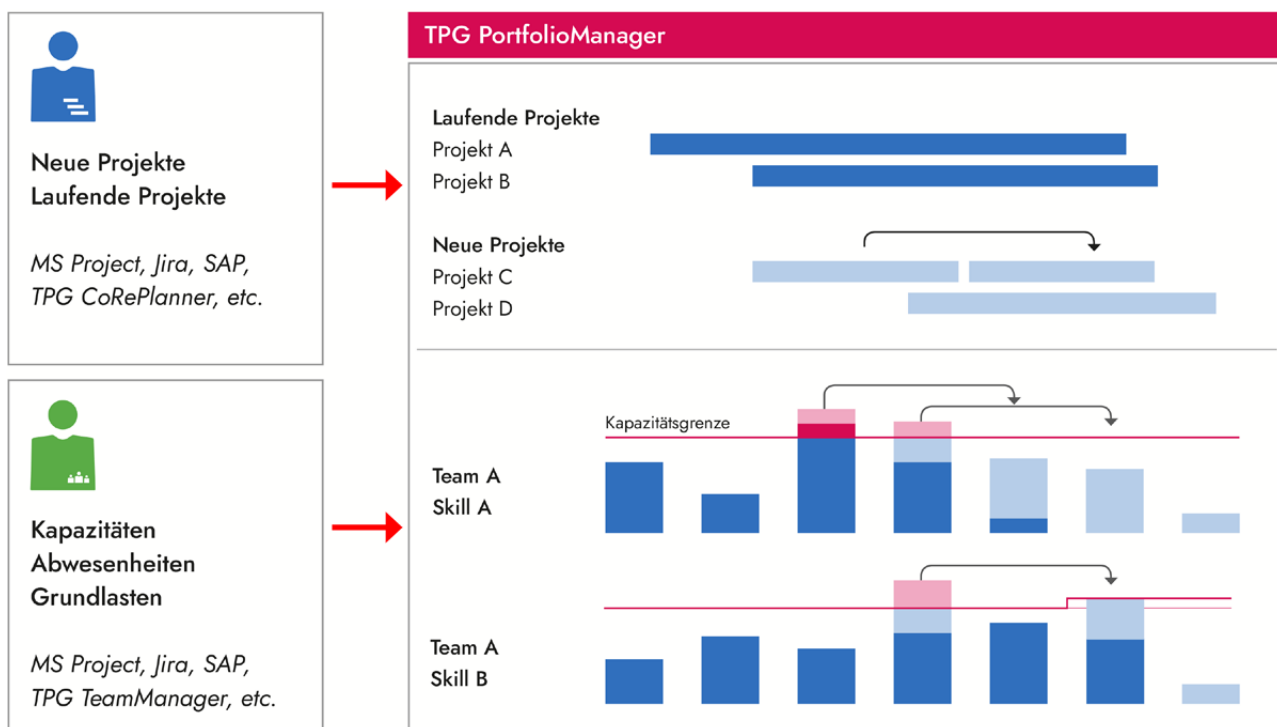 Neue Projekte
Laufende Projekte
MS Project, Jira, SAP,
TPG CoRePlanner, etc.
Kapazitäten
Abwesenheiten
Grundlasten
MS Project, Jira, SAP,
TPG TeamManager, etc.
TPG PortfolioManager
Laufende Projekte
Projekt A
Projekt B
Neue Projekte
Projekt C
Projekt D
Kapazitätsgrenze
Team A
Skill A
Team A
Skill B